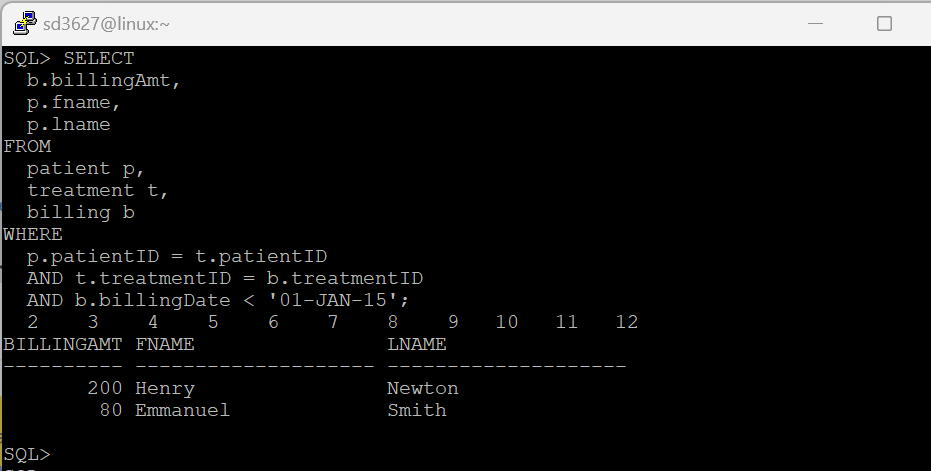 sd3627@linux:~
SQL> SELECT
  b.billingAmt,
  p.fname,
  p.lname
FROM
  patient p,
  treatment t,
  billing b
WHERE
  p.patientID = t.patientID
  AND t.treatmentID = b.treatmentID
  AND b.billingDate < '01-JAN-15';
  2    3    4    5    6    7    8    9   10   11   12
BILLINGAMT FNAME                LNAME
---------- -------------------- --------------------
       200 Henry                Newton
        80 Emmanuel             Smith
SQL>